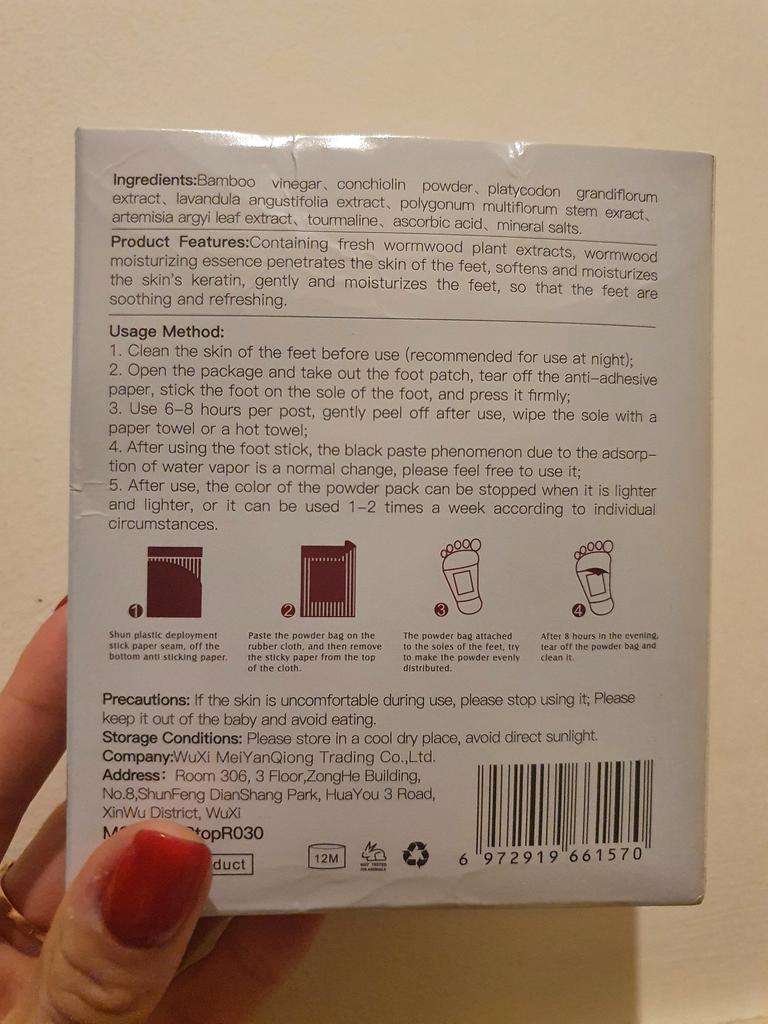 Ingredients:Bamboo vinegar、conchiolin powder、platycodon grandiflorum
extract、lavandula angustifolia extract、polygonum multiflorum stem exract、
artemisia argyi leaf extract、tourmaline、ascorbic acid、mineral salts.
Product Features:Containing fresh wormwood plant extracts, wormwood
moisturizing essence penetrates the skin of the feet, softens and moisturizes
the skin's keratin, gently and moisturizes the feet, so that the feet are
soothing and refreshing.
Usage Method:
1. Clean the skin of the feet before use (recommended for use at night);
2. Open the package and take out the foot patch, tear off the anti-adhesive
paper, stick the foot on the sole of the foot, and press it firmly;
3. Use 6-8 hours per post, gently peel off after use, wipe the sole with a
paper towel or a hot towel;
4. After using the foot stick, the black paste phenomenon due to the adsorp-
tion of water vapor is a normal change, please feel free to use it;
5. After use, the color of the powder pack can be stopped when it is lighter
and lighter, or it can be used 1-2 times a week according to individual
circumstances.
1 2 3 4
Shun plastic deployment
stick paper seam, off the
bottom anti sticking paper.
Paste the powder bag on the
rubber cloth, and then remove
the sticky paper from the top
of the cloth.
The powder bag attached
to the soles of the feet, try
to make the powder evenly
distributed.
After 8 hours in the evening,
tear off the powder bag and
clean it.
Precautions: If the skin is uncomfortable during use, please stop using it; Please
keep it out of the baby and avoid eating.
Storage Conditions: Please store in a cool dry place, avoid direct sunlight.
Company:WuXi MeiYanQiong Trading Co.,Ltd.
Address: Room 306, 3 Floor,ZongHe Building,
No.8,ShunFeng DianShang Park, HuaYou 3 Road,
XinWu District, WuXi
topR030
duct
12M
NOT TESTED
ON ANIMALS
6 972919 661570